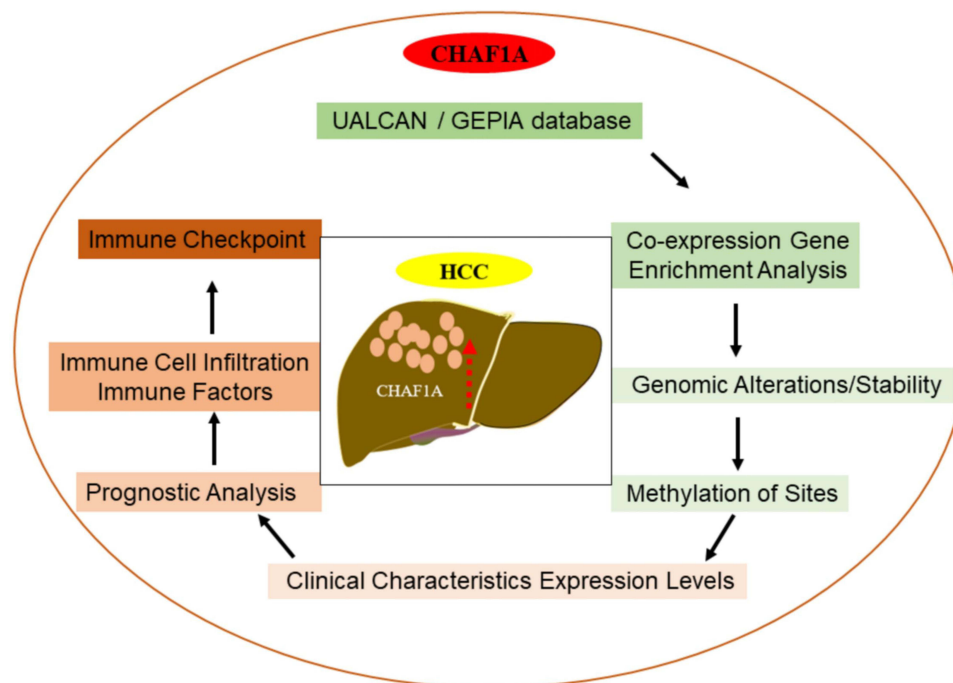 CHAF1A
UALCAN / GEPIA database
Co-expression Gene
Enrichment Analysis
Genomic Alterations/Stability
Methylation of Sites
Clinical Characteristics Expression Levels
Prognostic Analysis
Immune Cell Infiltration
Immune Factors
Immune Checkpoint
HCC
CHAF1A